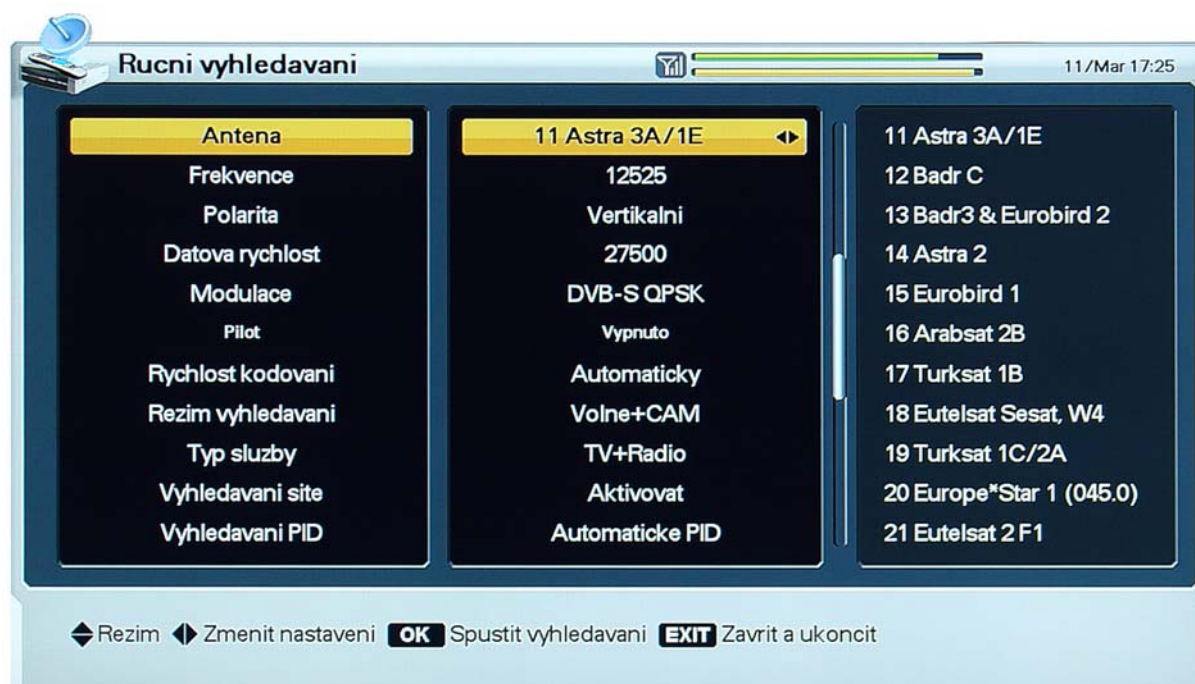 Rucni vyhledavani
11/Mar 17:25
Antena 11 Astra 3A/1E
Frekvence 12525
Polarita Vertikalni
Datova rychlost 27500
Modulace DVB-S QPSK
Pilot Vypnuto
Rychlost kodovani Automaticky
Rezim vyhledavani Volne+CAM
Typ sluzby TV+Radio
Vyhledavani site Aktivovat
Vyhledavani PID Automaticke PID
11 Astra 3A/1E
12 Badr C
13 Badr3 & Eurobird 2
14 Astra 2
15 Eurobird 1
16 Arabsat 2B
17 Turksat 1B
18 Eutelsat Sesat, W4
19 Turksat 1C/2A
20 Europe*Star 1 (045.0)
21 Eutelsat 2 F1
Rezim Zmenit nastaveni OK Spustit vyhledavani EXIT Zavrit a ukoncit